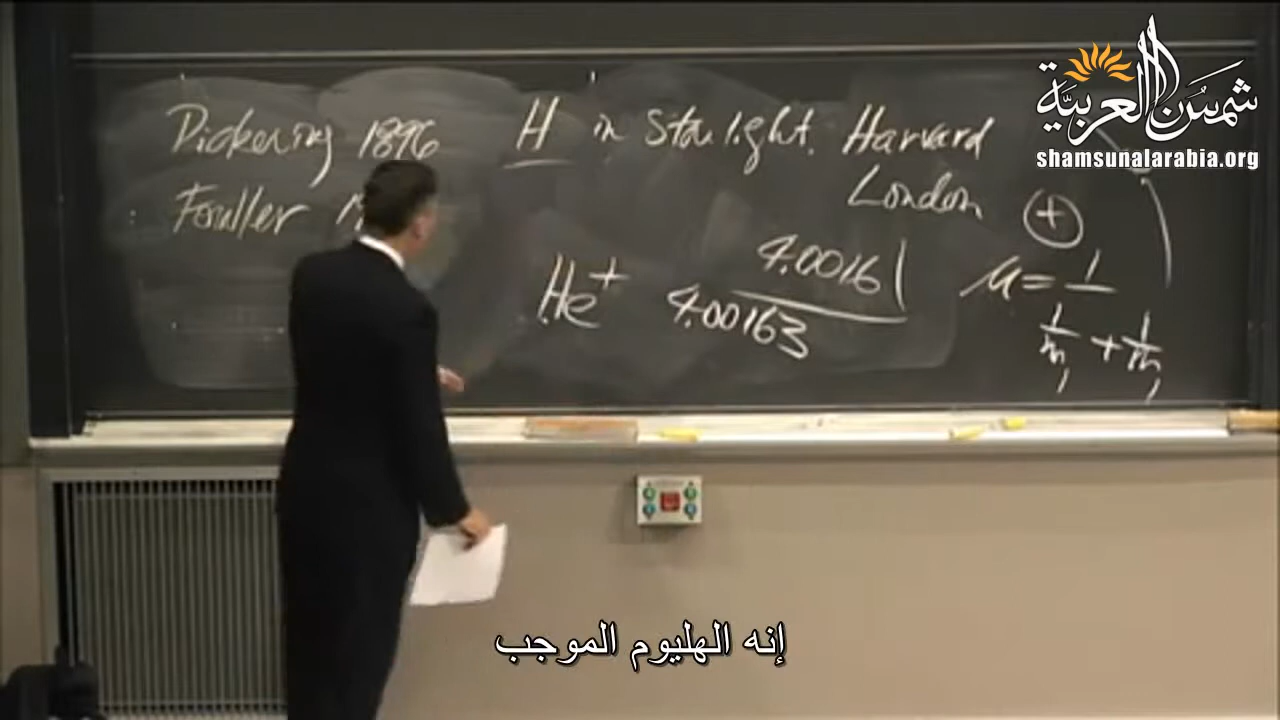 شمس العربية
shamsunalarabia.org
Pickering 1896 H in Starlight. Harvard
Fowler London +
He+ 4.0016 μ = 1
4.00163 1/m1 + 1/m1
إنه الهليوم الموجب